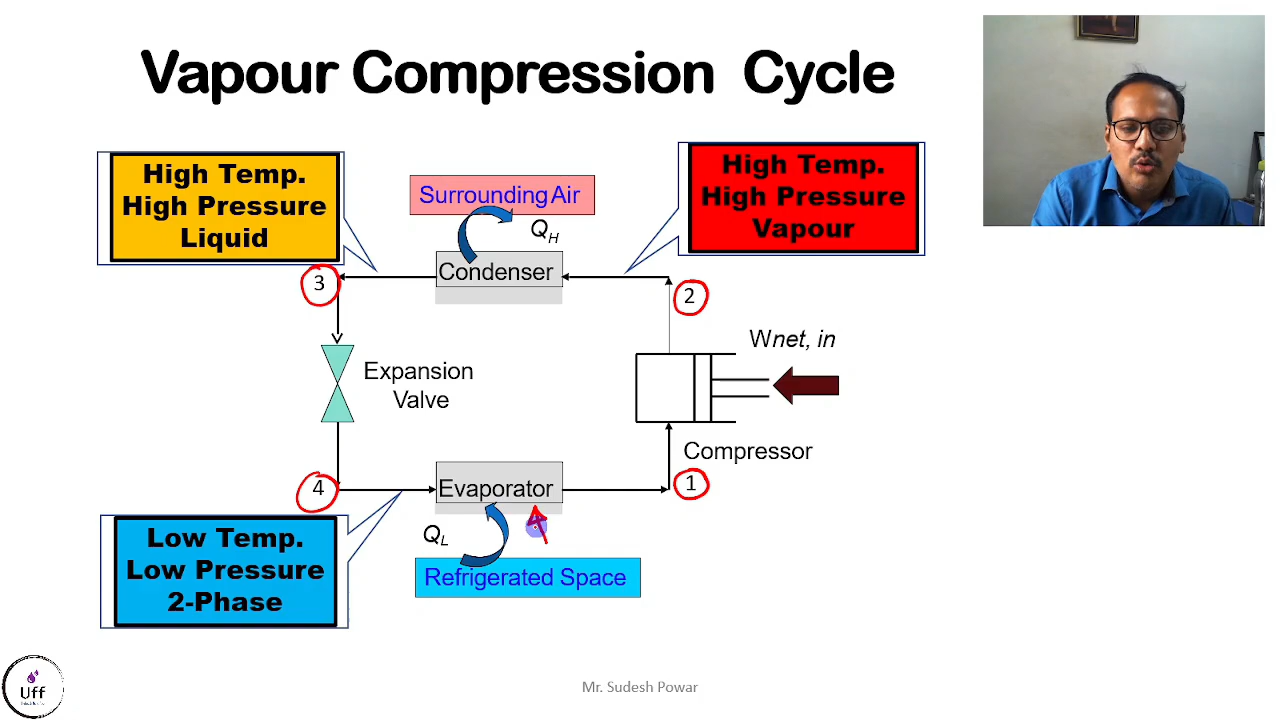 Vapour Compression Cycle
High Temp.
High Pressure
Liquid
Surrounding Air
High Temp.
High Pressure
Vapour
QH
Condenser
3
2
Wnet, in
Expansion
Valve
Compressor
4
Evaporator
1
Low Temp.
Low Pressure
2-Phase
QL
Refrigerated Space
Uff
Mr. Sudesh Powar